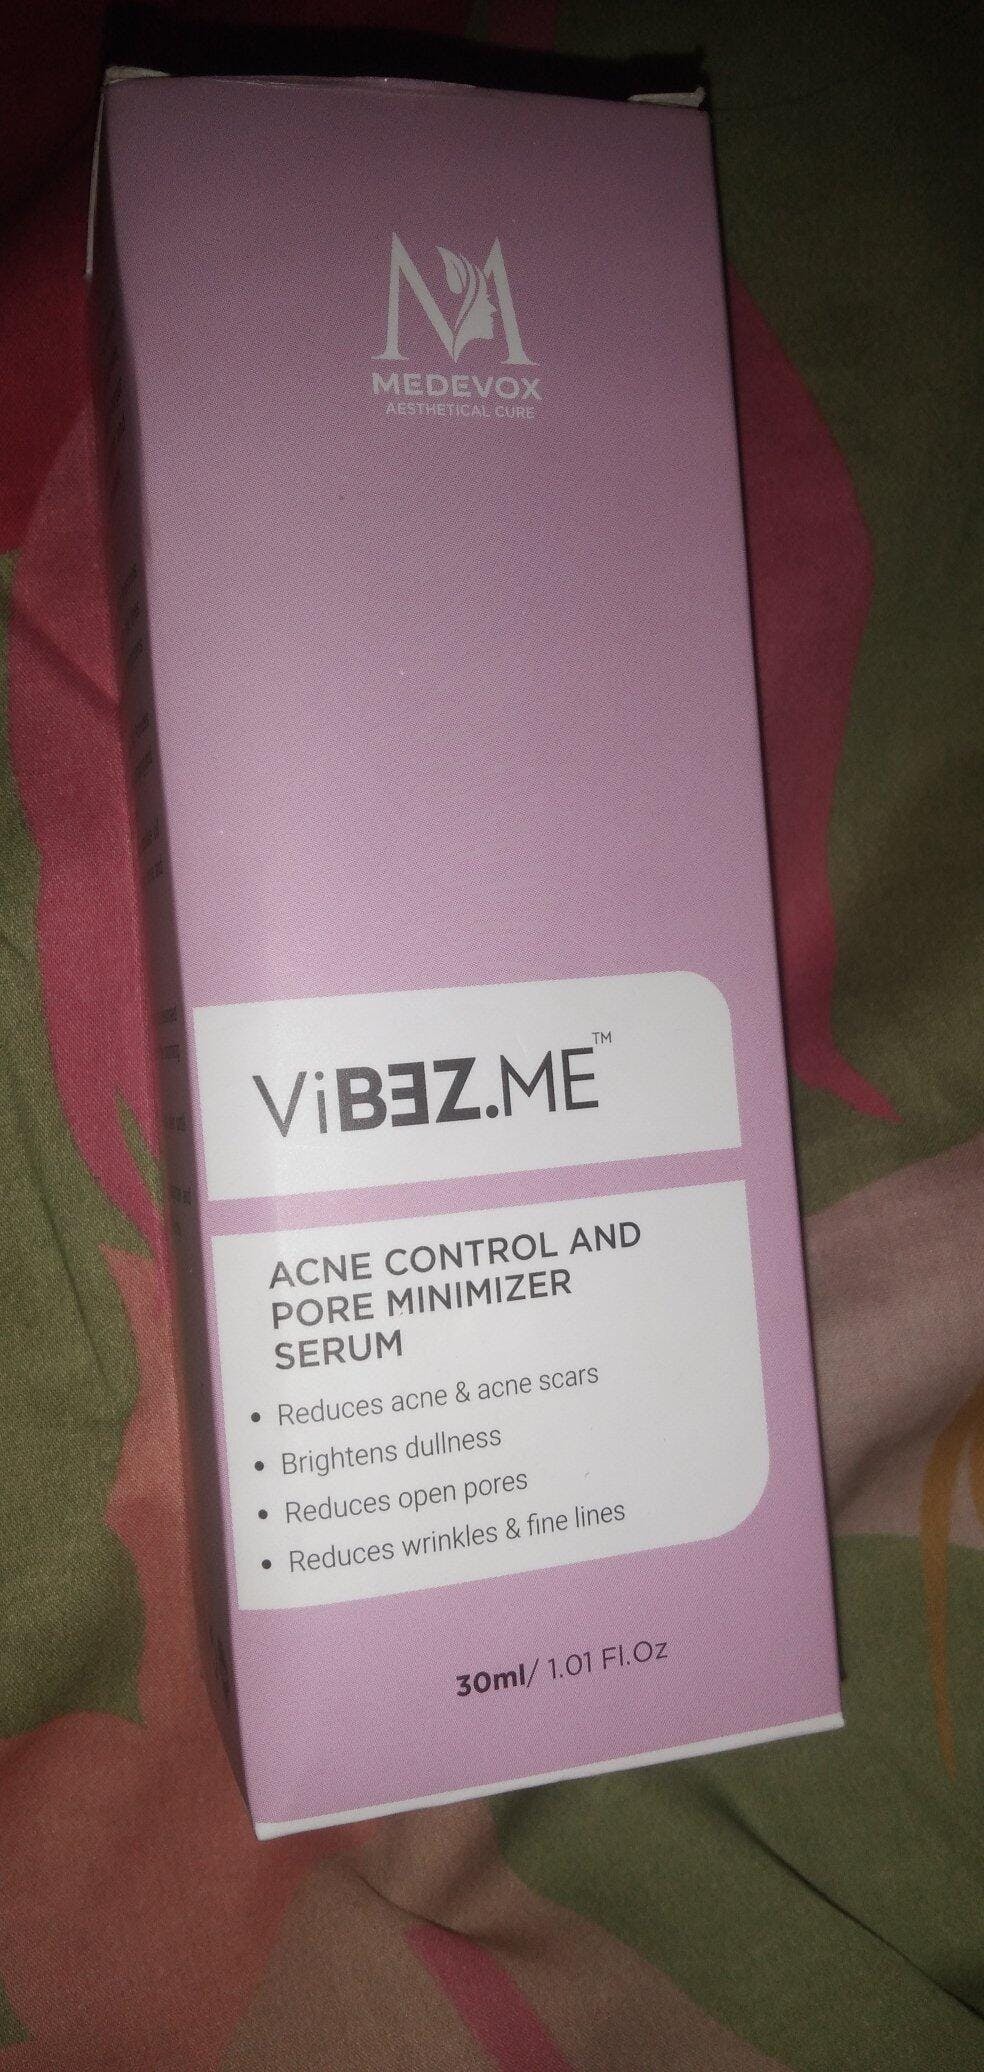 MEDEVOX
AESTHETICAL CURE
ViBEZ.ME™
ACNE CONTROL AND
PORE MINIMIZER
SERUM
• Reduces acne & acne scars
• Brightens dullness
• Reduces open pores
• Reduces wrinkles & fine lines
30ml/ 1.01 Fl.Oz